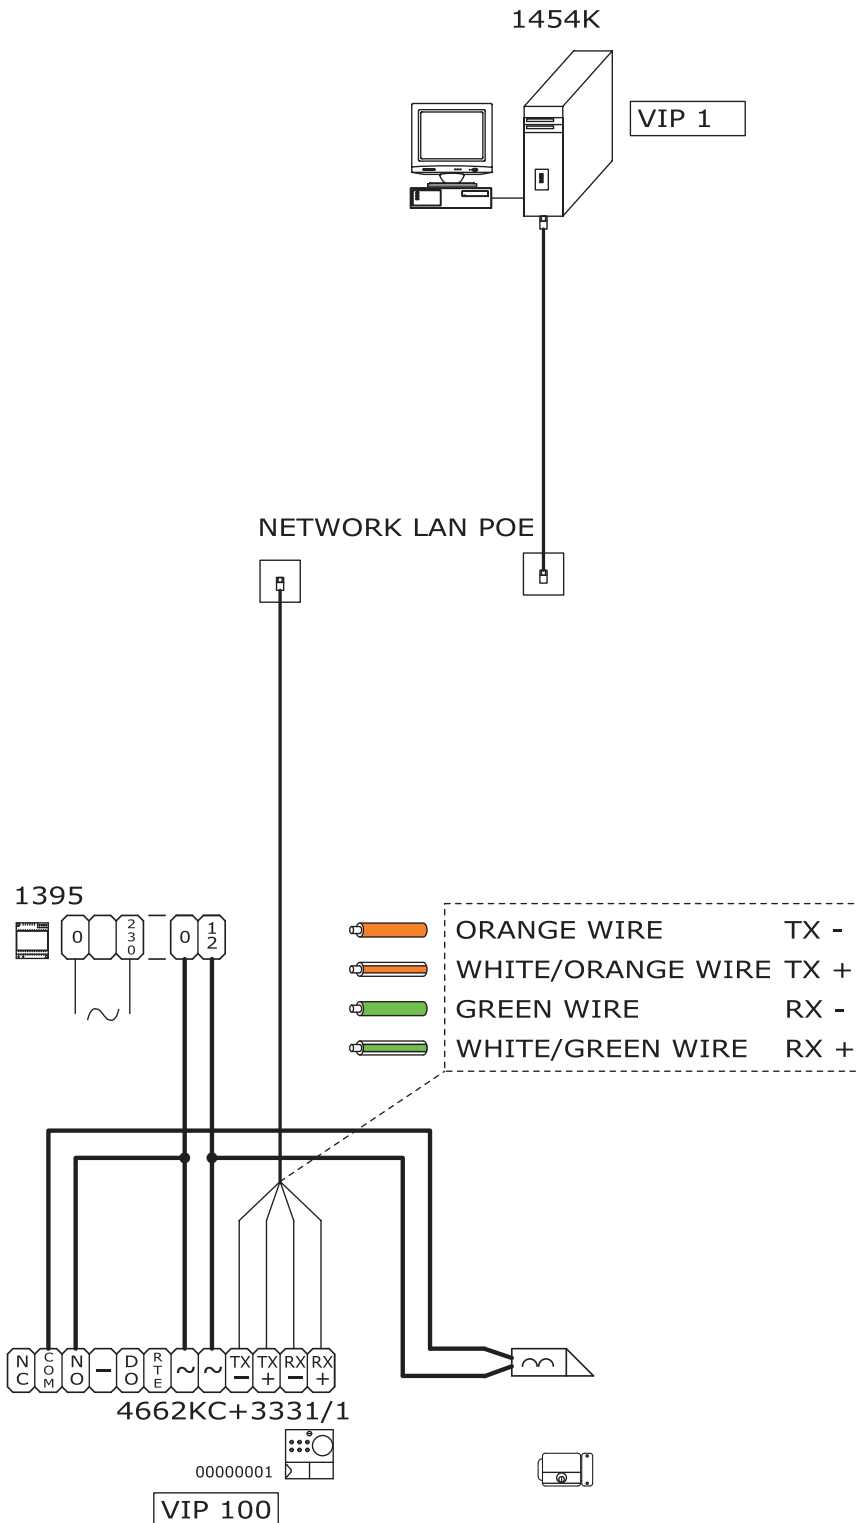 1454K
VIP 1
NETWORK LAN POE
1395
0 230 0 12
ORANGE WIRE TX -
WHITE/ORANGE WIRE TX +
GREEN WIRE RX -
WHITE/GREEN WIRE RX +
NC COM NO – DO RTE ~ ~ TX – TX + RX – RX +
4662KC+3331/1
00000001
VIP 100